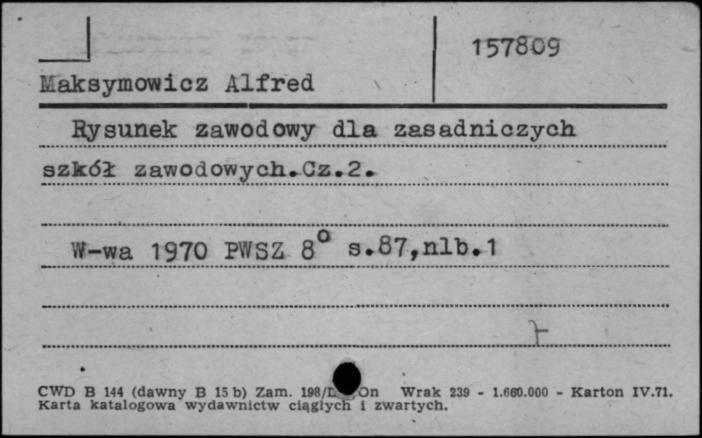 157809
Maksymowicz Alfred
Rysunek zawodowy dla zasadniczych
szkół zawodowych.Cz.2.
W-wa 1970 PWSZ 8° s.87,nlb.1
CWD B 144 (dawny B 15 b) Zam. 198/ On Wrak 239 - 1.660.000 - Karton IV.71.
Karta katalogowa wydawnictw ciągłych i zwartych.